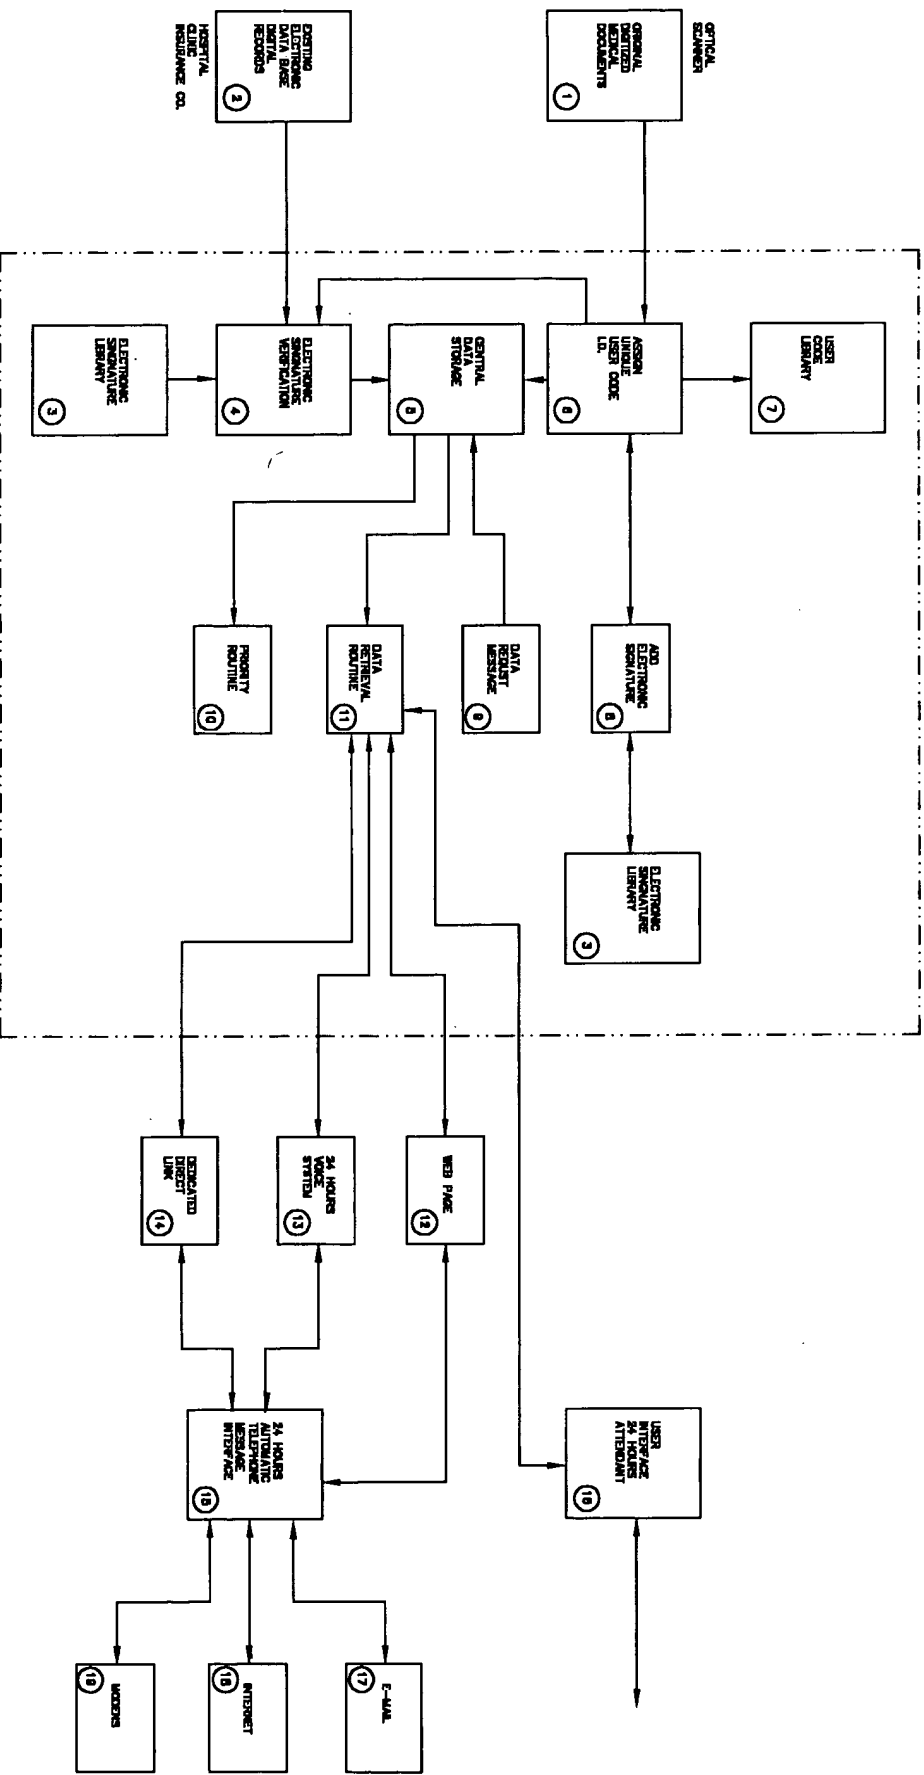 OPTICAL
SCANNER
ORIGINAL
DIGITIZED
MEDICAL
DOCUMENTS
1
EXISTING
ELECTRONIC
DATA BASE
DIGITAL
RECORDS
2
HOSPITAL
CLINIC
INSURANCE CO.
USER
CODE
LIBRARY
7
ASSIGN
UNIQUE
USER CODE
I.D.
6
CENTRAL
DATA
STORAGE
5
ELECTRONIC
SINGNATURE
VERIFICATION
4
ELECTRONIC
SINGNATURE
LIBRARY
3
ADD
ELECTRONIC
SIGNATURE
8
DATA
REQUST
MESSAGE
9
DATA
RETRIEVAL
ROUTINE
11
PRIORITY
ROUTINE
10
ELECTRONIC
SINGNATURE
LIBRARY
3
WEB PAGE
12
24 HOURS
VOICE
SYSTEM
13
DEDICATED
DIRECT
LINK
14
USER
INTERFACE
24 HOURS
ATTENDANT
16
24 HOURS
AUTOMATIC
TELEPHONE
MESSAGE
INTERFACE
15
E-MAIL
17
INTERNET
18
MODEMS
19